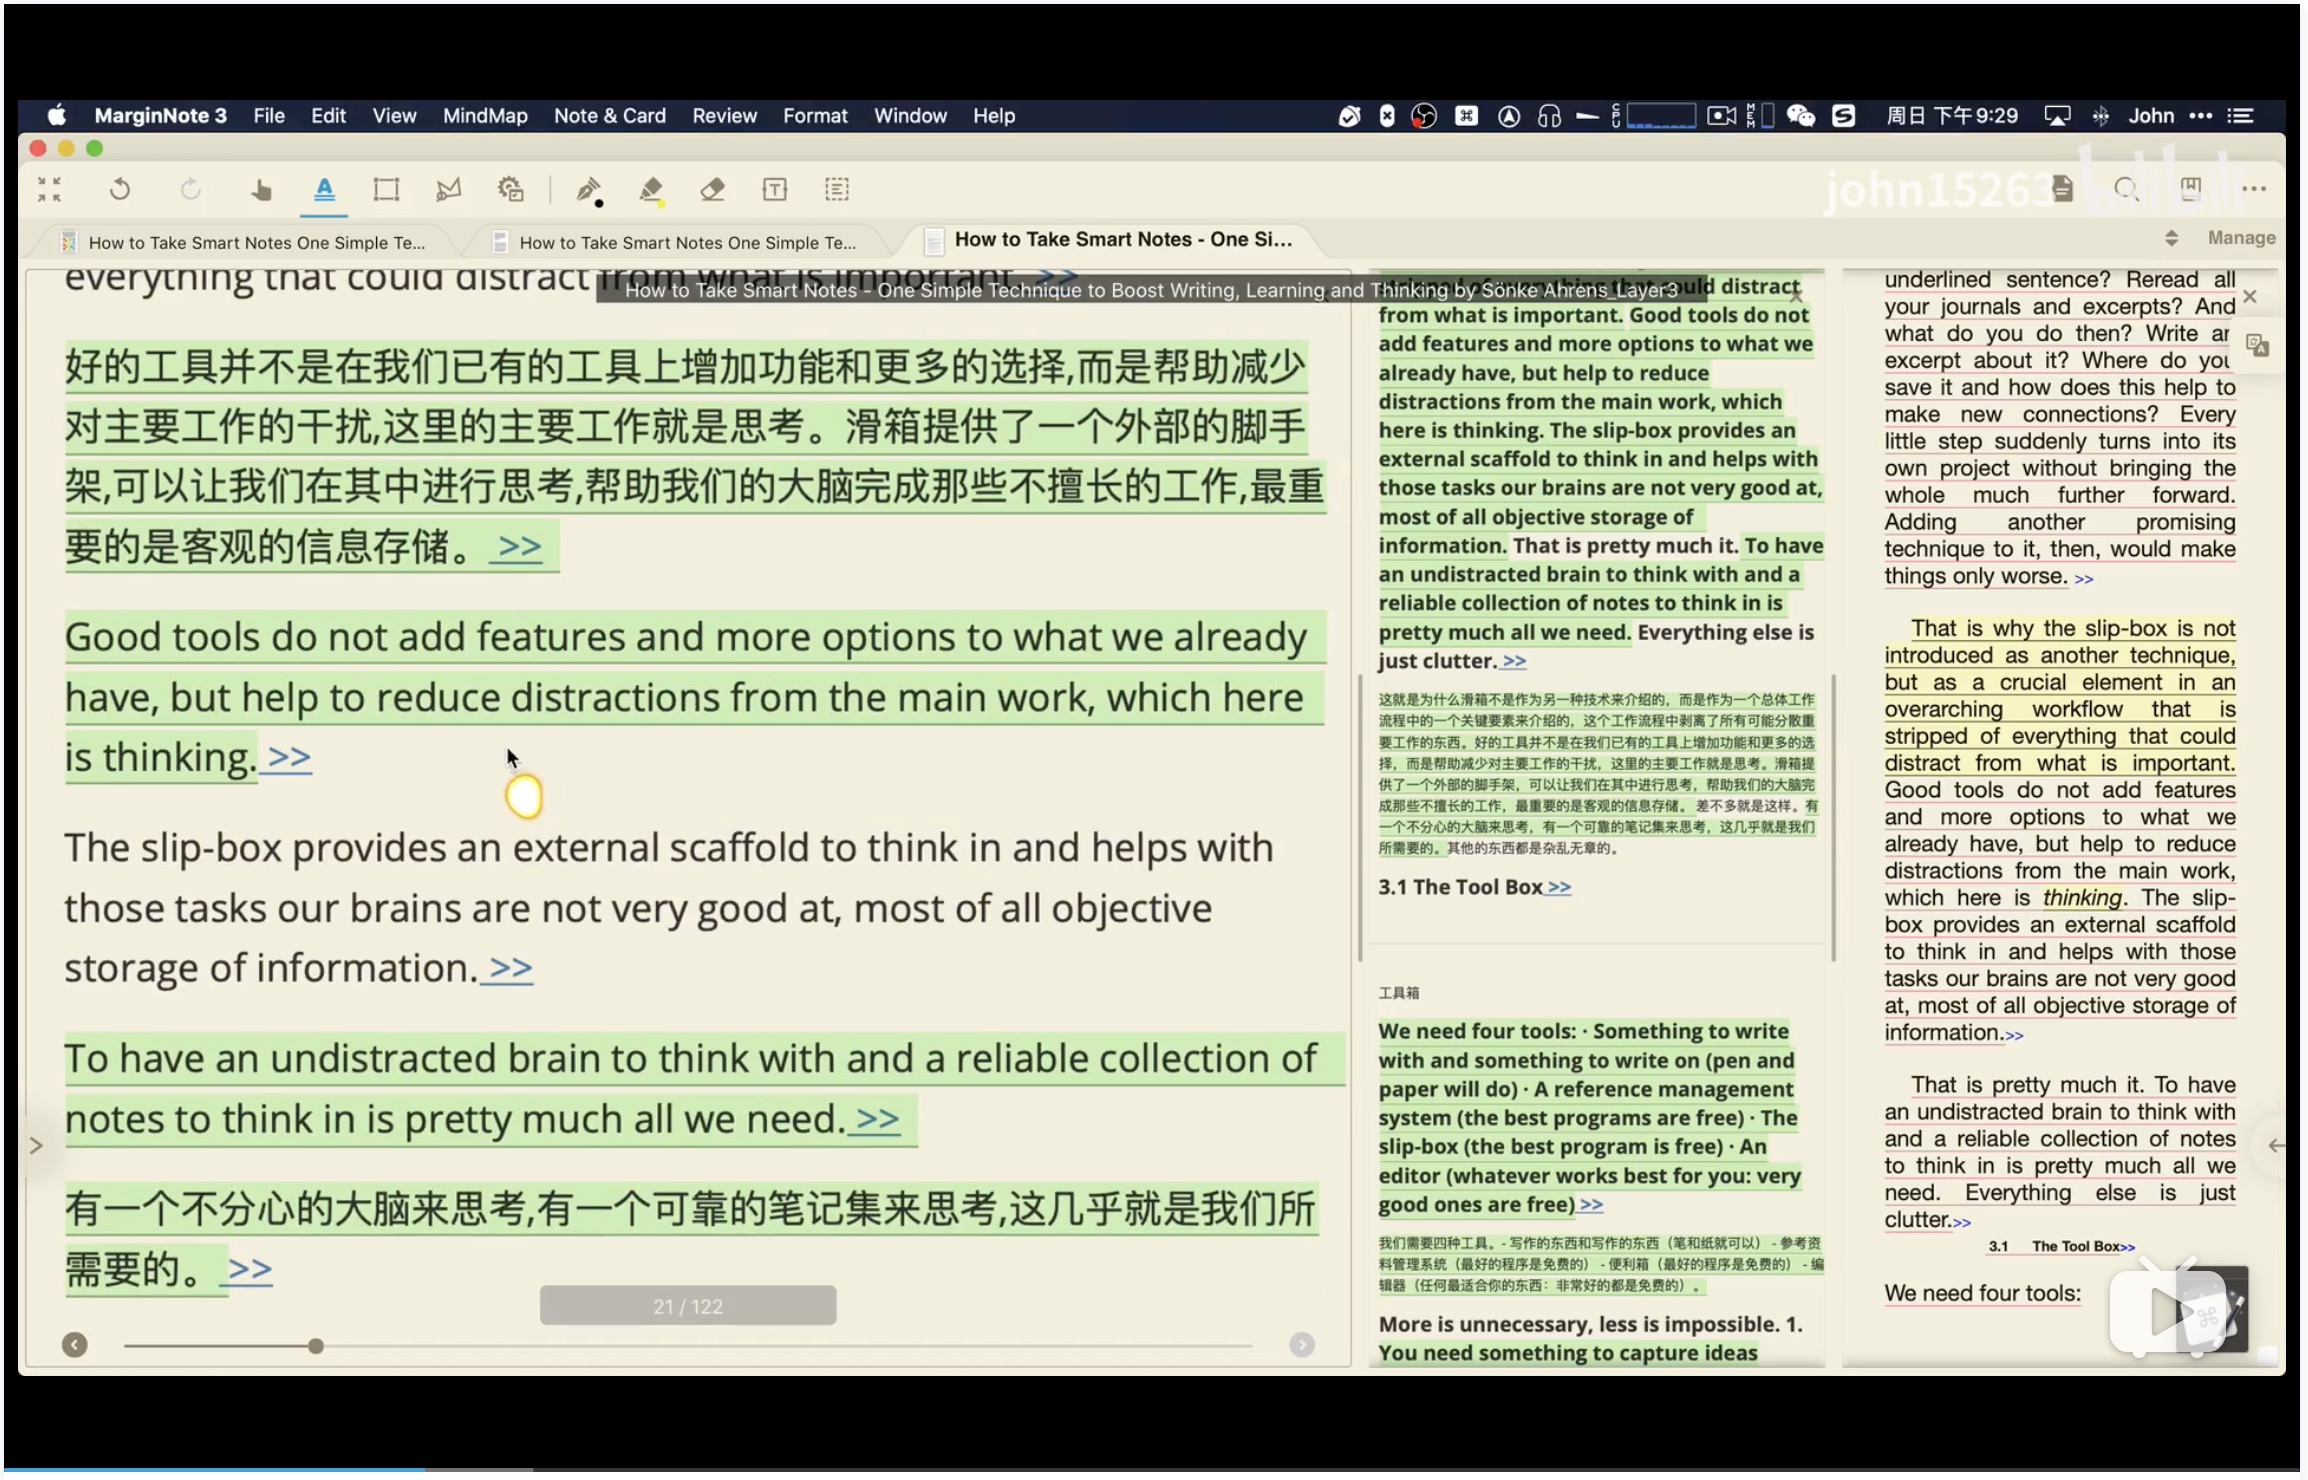 MarginNote 3 File Edit View MindMap Note & Card Review Format Window Help
CPU MEM 周日 下午9:29 John
john15263
How to Take Smart Notes One Simple Te...
How to Take Smart Notes One Simple Te...
How to Take Smart Notes - One Si...
Manage
How to Take Smart Notes - One Simple Technique to Boost Writing, Learning and Thinking by Sönke Ahrens_Layer3
everything that could distract from what is important. >>
好的工具并不是在我们已有的工具上增加功能和更多的选择,而是帮助减少
对主要工作的干扰,这里的主要工作就是思考。滑箱提供了一个外部的脚手
架,可以让我们在其中进行思考,帮助我们的大脑完成那些不擅长的工作,最重
要的是客观的信息存储。 >>
Good tools do not add features and more options to what we already
have, but help to reduce distractions from the main work, which here
is thinking. >>
The slip-box provides an external scaffold to think in and helps with
those tasks our brains are not very good at, most of all objective
storage of information. >>
To have an undistracted brain to think with and a reliable collection of
notes to think in is pretty much all we need. >>
有一个不分心的大脑来思考,有一个可靠的笔记集来思考,这几乎就是我们所
需要的。 >>
21 / 122
stripped of everything that could distract
from what is important. Good tools do not
add features and more options to what we
already have, but help to reduce
distractions from the main work, which
here is thinking. The slip-box provides an
external scaffold to think in and helps with
those tasks our brains are not very good at,
most of all objective storage of
information. That is pretty much it. To have
an undistracted brain to think with and a
reliable collection of notes to think in is
pretty much all we need. Everything else is
just clutter. >>
这就是为什么滑箱不是作为另一种技术来介绍的，而是作为一个总体工作
流程中的一个关键要素来介绍的，这个工作流程中剥离了所有可能分散重
要工作的东西。好的工具并不是在我们已有的工具上增加功能和更多的选
择，而是帮助减少对主要工作的干扰，这里的主要工作就是思考。滑箱提
供了一个外部的脚手架，可以让我们在其中进行思考，帮助我们的大脑完
成那些不擅长的工作，最重要的是客观的信息存储。 差不多就是这样。有
一个不分心的大脑来思考，有一个可靠的笔记集来思考，这几乎就是我们
所需要的。其他的东西都是杂乱无章的。
3.1 The Tool Box >>
工具箱
We need four tools: · Something to write
with and something to write on (pen and
paper will do) · A reference management
system (the best programs are free) · The
slip-box (the best program is free) · An
editor (whatever works best for you: very
good ones are free) >>
我们需要四种工具。- 写作的东西和写作的东西（笔和纸就可以） - 参考资
料管理系统（最好的程序是免费的） - 便利箱（最好的程序是免费的） - 编
辑器（任何最适合你的东西：非常好的都是免费的）。
More is unnecessary, less is impossible. 1.
You need something to capture ideas
underlined sentence? Reread all
your journals and excerpts? And
what do you do then? Write an
excerpt about it? Where do you
save it and how does this help to
make new connections? Every
little step suddenly turns into its
own project without bringing the
whole much further forward.
Adding another promising
technique to it, then, would make
things only worse. >>
That is why the slip-box is not
introduced as another technique,
but as a crucial element in an
overarching workflow that is
stripped of everything that could
distract from what is important.
Good tools do not add features
and more options to what we
already have, but help to reduce
distractions from the main work,
which here is thinking. The slip-
box provides an external scaffold
to think in and helps with those
tasks our brains are not very good
at, most of all objective storage of
information.>>
That is pretty much it. To have
an undistracted brain to think with
and a reliable collection of notes
to think in is pretty much all we
need. Everything else is just
clutter.>>
3.1 The Tool Box>>
We need four tools: